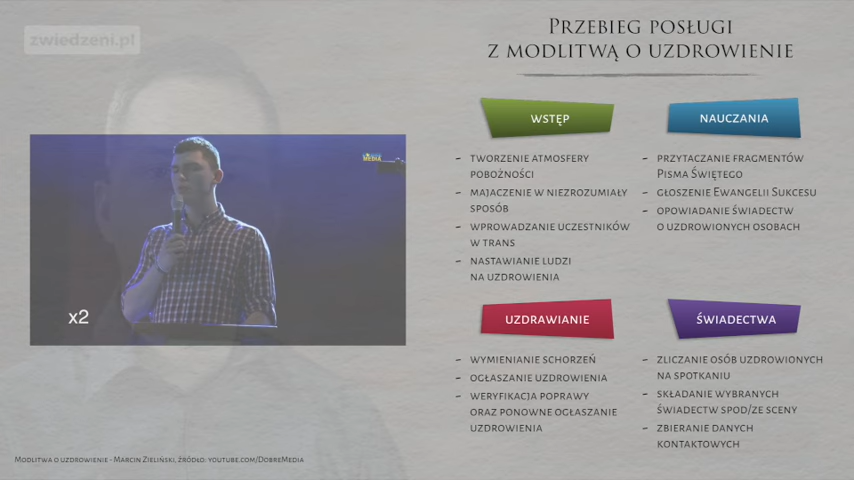 zwiedzeni.pl
Przebieg posługi
z modlitwą o uzdrowienie
WSTĘP
- tworzenie atmosfery
pobożności
- majaczenie w niezrozumiały
sposób
- wprowadzanie uczestników
w trans
- nastawianie ludzi
na uzdrowienia
NAUCZANIA
- przytaczanie fragmentów
Pisma Świętego
- głoszenie Ewangelii Sukcesu
- opowiadanie świadectw
o uzdrowionych osobach
UZDRAWIANIE
- wymienianie schorzeń
- ogłaszanie uzdrowienia
- weryfikacja poprawy
oraz ponowne ogłaszanie
uzdrowienia
ŚWIADECTWA
- zliczanie osób uzdrowionych
na spotkaniu
- składanie wybranych
świadectw spod/ze sceny
- zbieranie danych
kontaktowych
MEDIA
x2
Modlitwa o uzdrowienie - Marcin Zieliński, źródło: youtube.com/DobreMedia